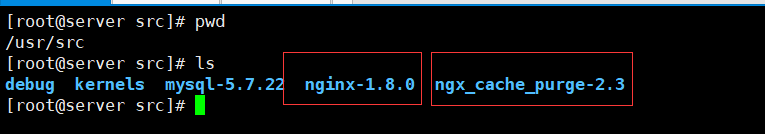 [root@server src]# pwd
/usr/src
[root@server src]# ls
debug  kernels  mysql-5.7.22  nginx-1.8.0  ngx_cache_purge-2.3
[root@server src]#